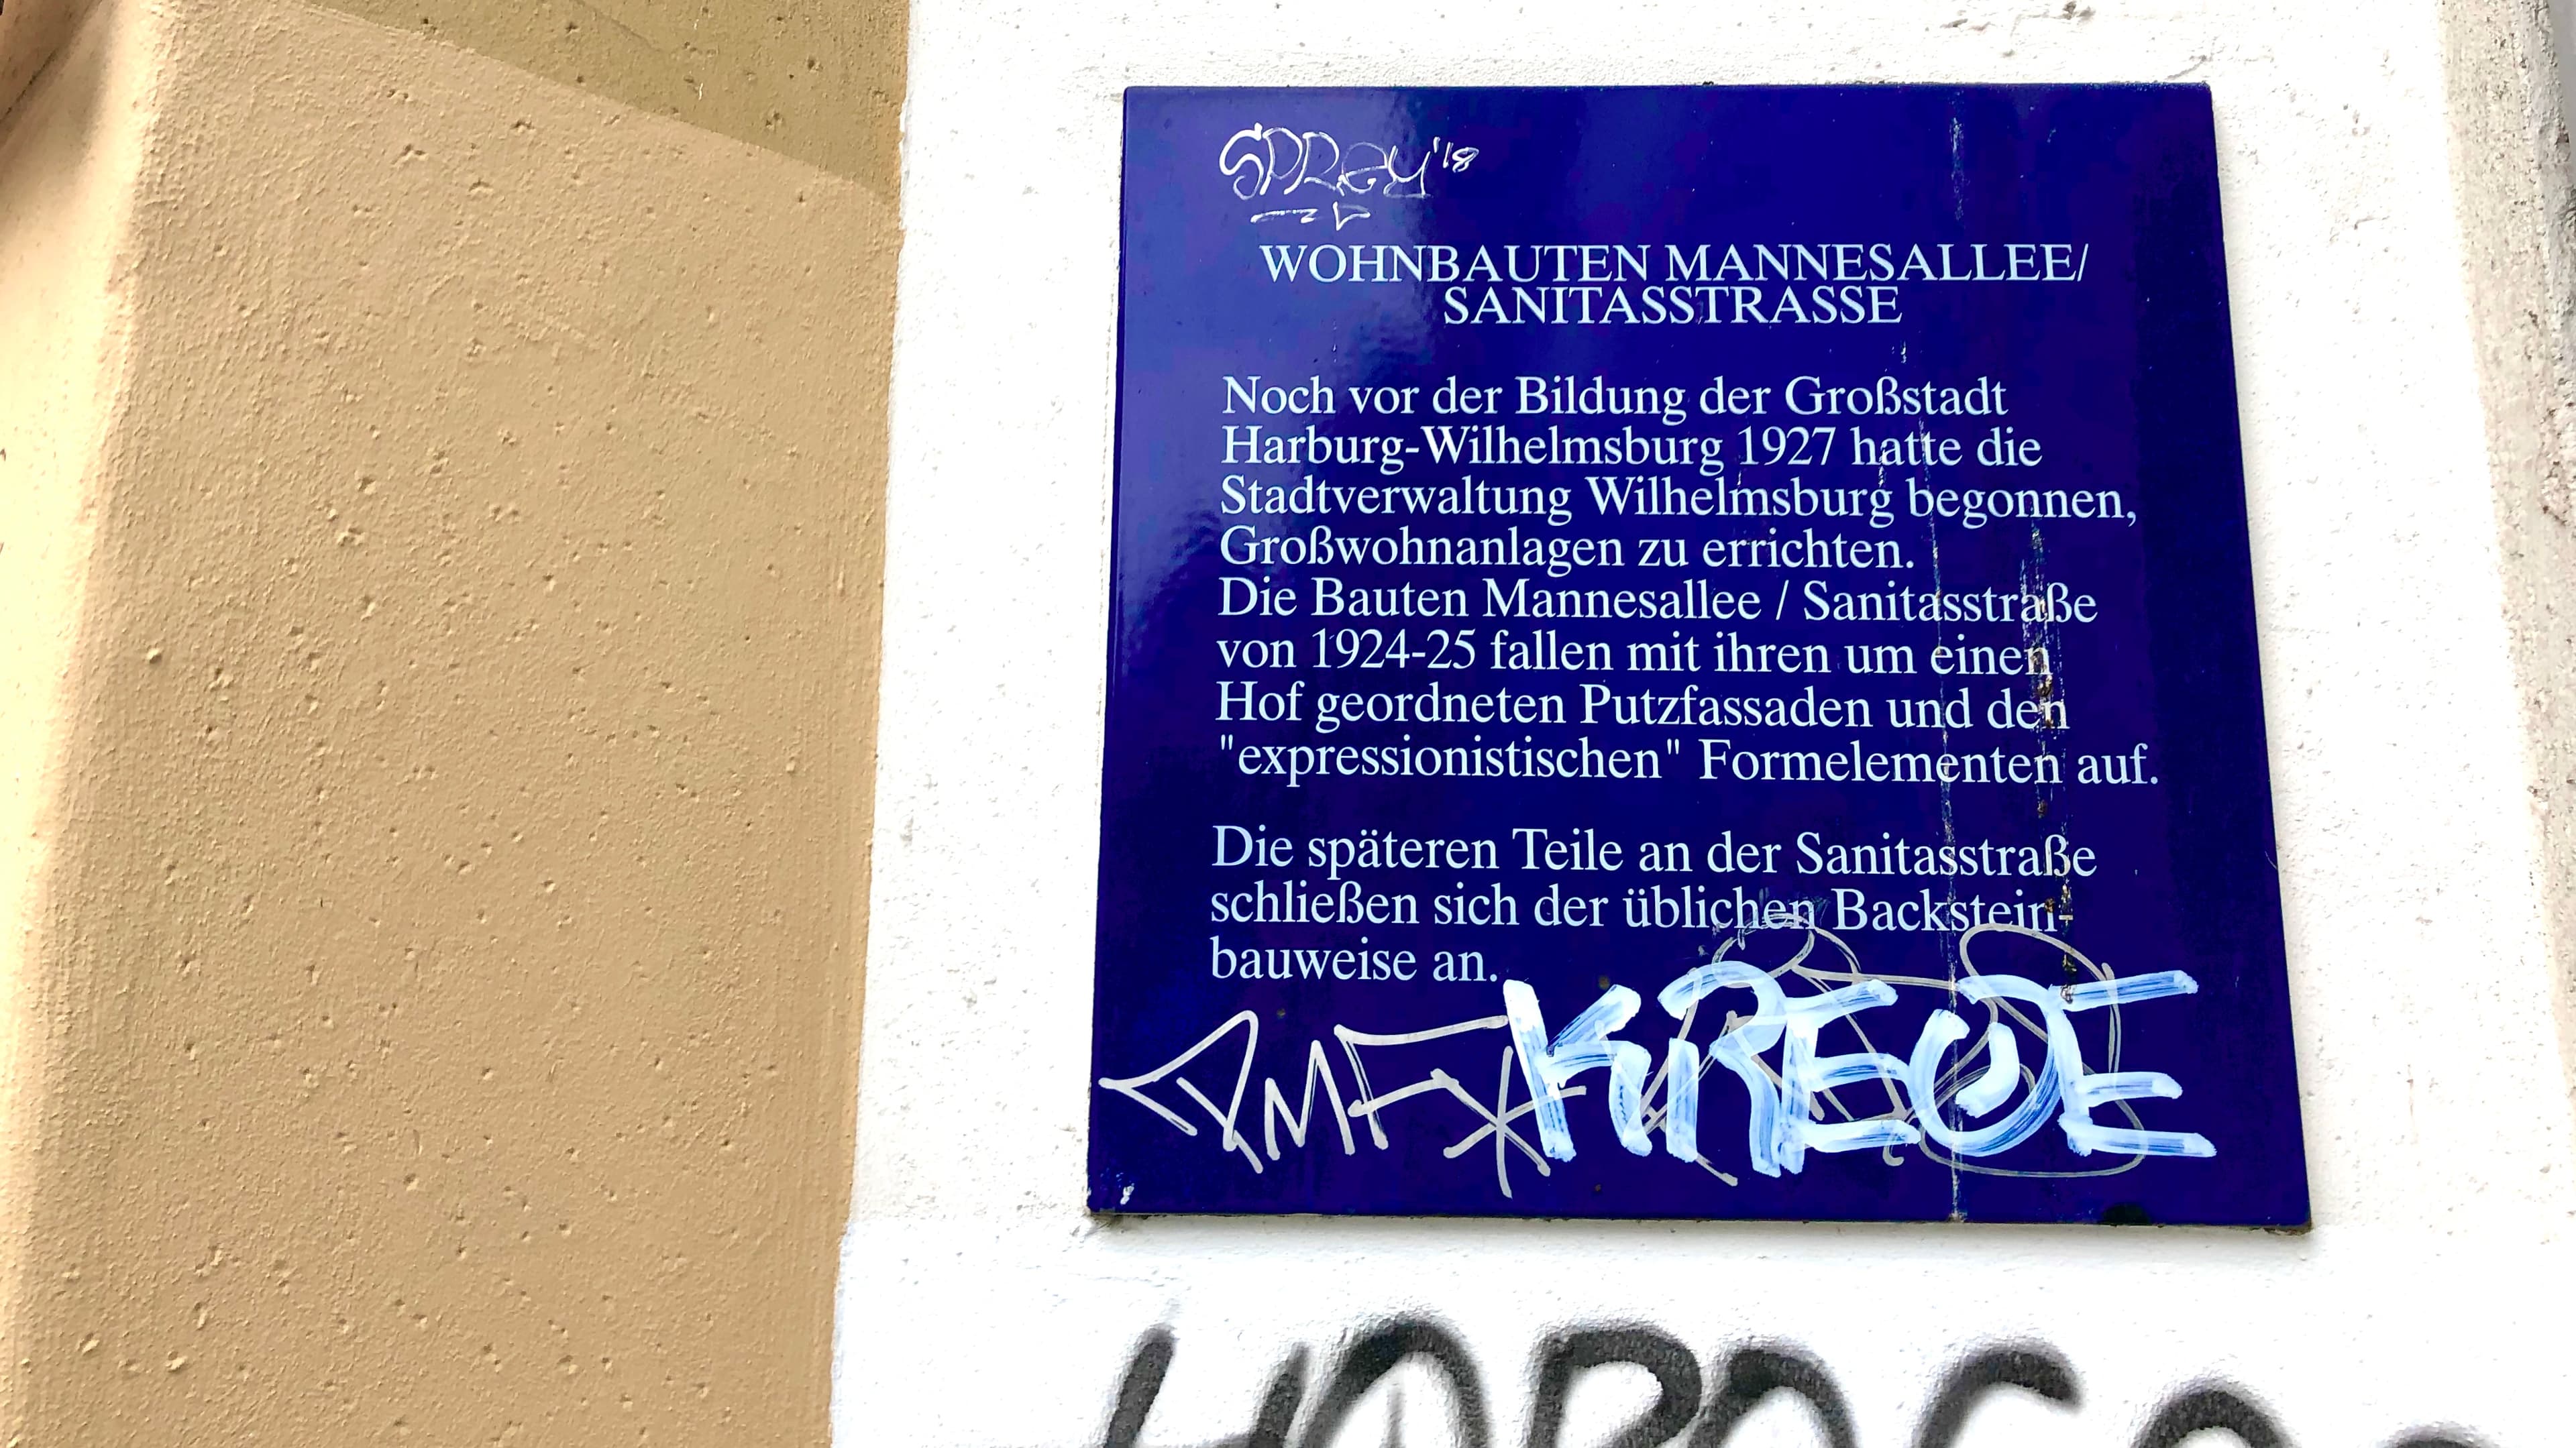 SPREY '18
WOHNBAUTEN MANNESALLEE/
SANITASSTRASSE
Noch vor der Bildung der Großstadt
Harburg-Wilhelmsburg 1927 hatte die
Stadtverwaltung Wilhelmsburg begonnen,
Großwohnanlagen zu errichten.
Die Bauten Mannesallee / Sanitasstraße
von 1924-25 fallen mit ihren um einen
Hof geordneten Putzfassaden und den
"expressionistischen" Formelementen auf.
Die späteren Teile an der Sanitasstraße
schließen sich der üblichen Backstein-
bauweise an.